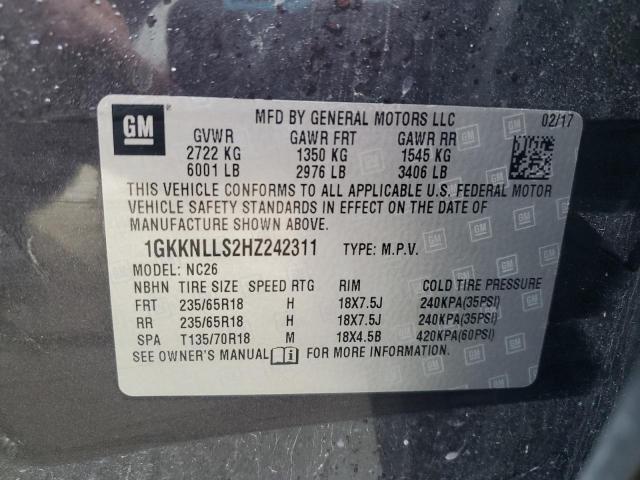 GM
MFD BY GENERAL MOTORS LLC 02/17
GVWR GAWR FRT GAWR RR
2722 KG 1350 KG 1545 KG
6001 LB 2976 LB 3406 LB
THIS VEHICLE CONFORMS TO ALL APPLICABLE U.S. FEDERAL MOTOR
VEHICLE SAFETY STANDARDS IN EFFECT ON THE DATE OF
MANUFACTURE SHOWN ABOVE.
1GKKNLLS2HZ242311 TYPE: M.P.V.
MODEL: NC26
NBHN TIRE SIZE SPEED RTG RIM COLD TIRE PRESSURE
FRT 235/65R18 H 18X7.5J 240KPA(35PSI)
RR 235/65R18 H 18X7.5J 240KPA(35PSI)
SPA T135/70R18 M 18X4.5B 420KPA(60PSI)
SEE OWNER'S MANUAL FOR MORE INFORMATION.